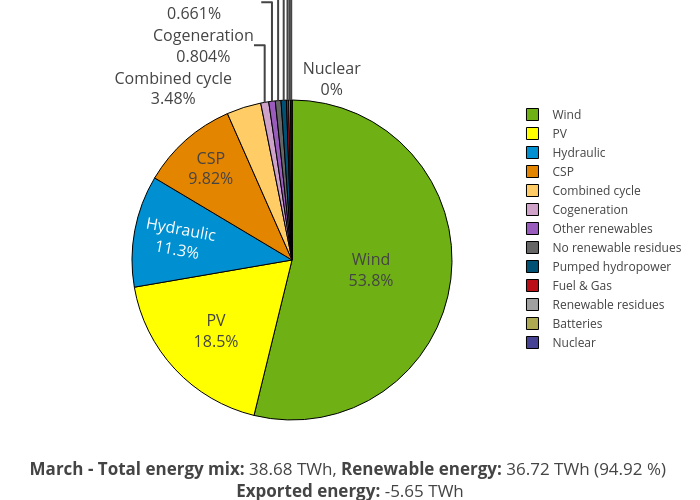 0.661%
Cogeneration
0.804%
Combined cycle
3.48%
Nuclear
0%
CSP
9.82%
Hydraulic
11.3%
Wind
53.8%
PV
18.5%
Wind
PV
Hydraulic
CSP
Combined cycle
Cogeneration
Other renewables
No renewable residues
Pumped hydropower
Fuel & Gas
Renewable residues
Batteries
Nuclear
March - Total energy mix: 38.68 TWh, Renewable energy: 36.72 TWh (94.92 %)
Exported energy: -5.65 TWh